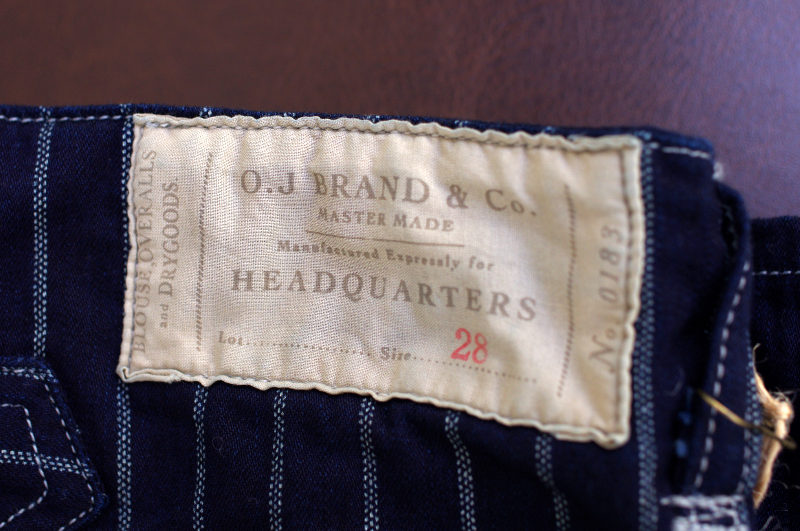 O.J BRAND & Co.
MASTER MADE
Manufactured Expressly for
HEADQUARTERS
Lot.................... Size.................... 28
BLOUSE OVERALLS
and DRYGOODS.
No. 0183